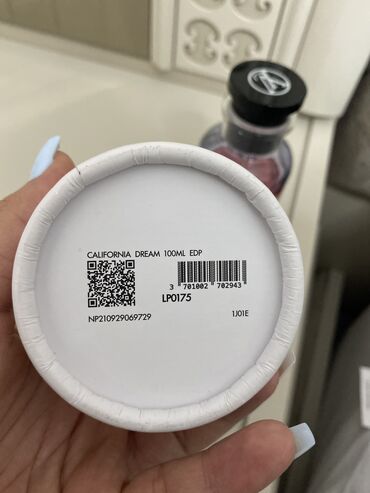 CALIFORNIA DREAM 100ML EDP
3 701002 702943
LP0175
NP210929069729
1J01E